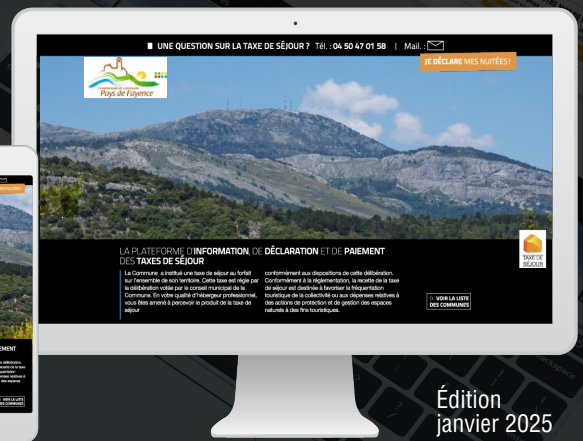 UNE QUESTION SUR LA TAXE DE SÉJOUR ? Tél. : 04 50 47 01 58 | Mail. :
JE DÉCLARE MES NUITÉES !
Pays de Fayence
LA PLATEFORME D'INFORMATION, DE DÉCLARATION ET DE PAIEMENT
DES TAXES DE SÉJOUR
La Commune a institué une taxe de séjour au forfait
sur l'ensemble de son territoire. Cette taxe est régie par
la délibération votée par le conseil municipal de la
Commune. En votre qualité d'hébergeur professionnel,
vous êtes amené à percevoir le produit de la taxe de
séjour
conformément aux dispositions de cette délibération.
Conformément à la réglementation, la recette de la taxe
de séjour est destinée à favoriser la fréquentation
touristique de la collectivité ou aux dépenses relatives à
des actions de protection et de gestion des espaces
naturels à des fins touristiques.
TAXE DE
SÉJOUR
VOIR LA LISTE
DES COMMUNES
VOIR LA LISTE
DES COMMUNES
backspace
Édition
janvier 2025